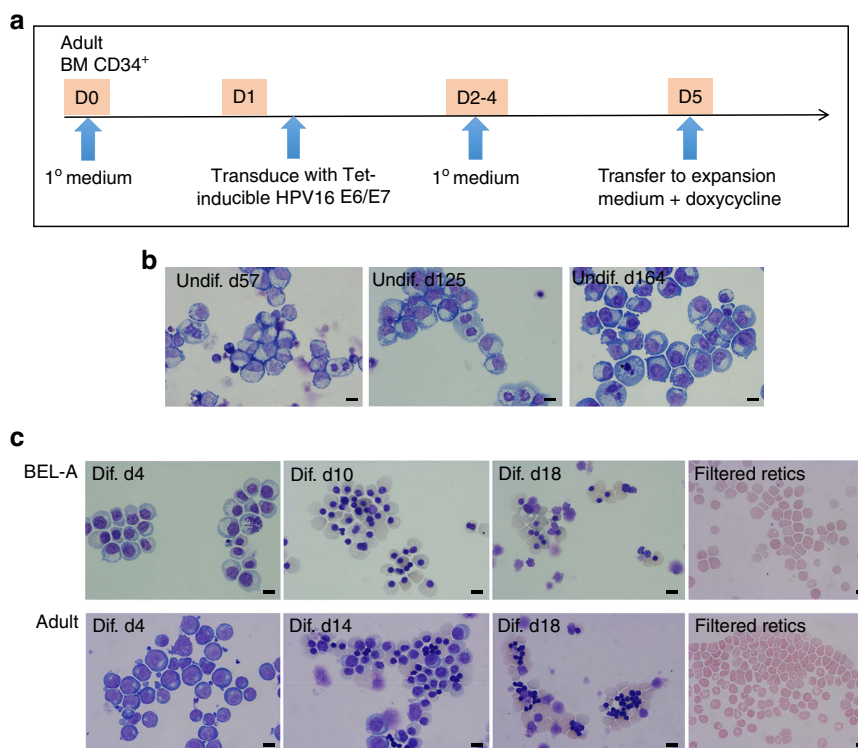 a
Adult
BM CD34+
D0 D1 D2-4 D5
1o medium
Transduce with Tet-
inducible HPV16 E6/E7
1o medium
Transfer to expansion
medium + doxycycline
b
Undif. d57 Undif. d125 Undif. d164
c
BEL-A
Dif. d4 Dif. d10 Dif. d18 Filtered retics
Adult
Dif. d4 Dif. d14 Dif. d18 Filtered retics